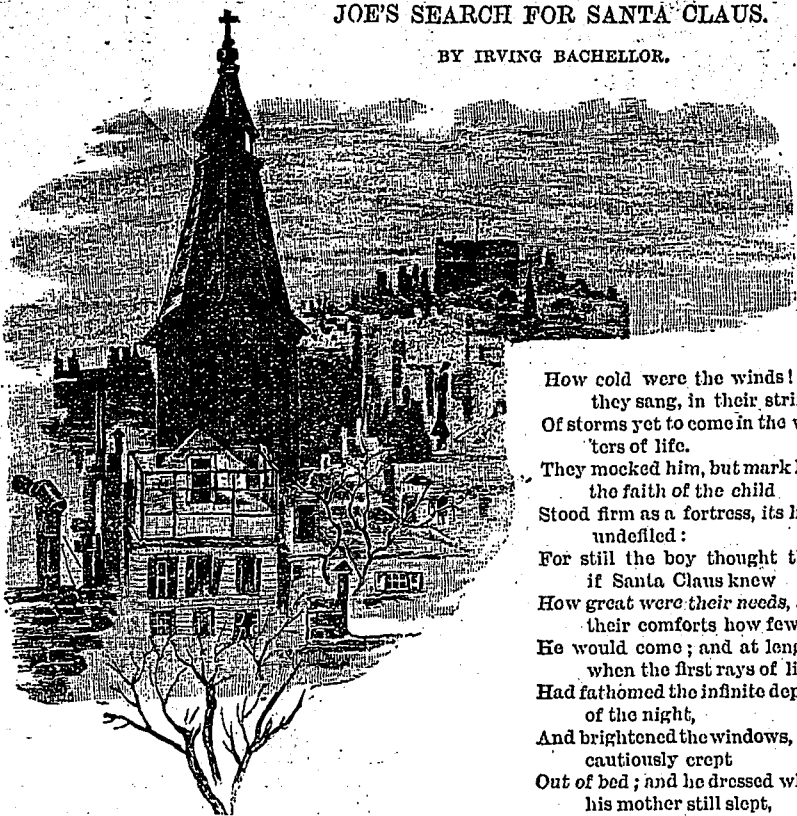 JOE'S SEARCH FOR SANTA CLAUS.
BY IRVING BACHELLOR.
How cold were the winds!
they sang, in their
Of storms yet to come in the
ters of life.
They mocked him, but mark
the faith of the child
Stood firm as a fortress, its
undefiled:
For still the boy thought
if Santa Claus knew
How great were their needs,
their comforts how few
He would come; and at
when the first rays of
Had fathomed the infinite
of the night,
And brightened the windows,
cautiously crept
Out of bed; and he dressed
his mother still slept,